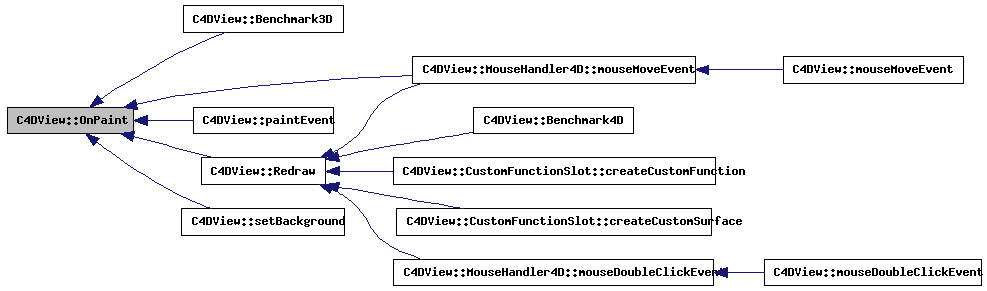 C4DView::Benchmark3D
C4DView::MouseHandler4D::mouseMoveEvent
C4DView::mouseMoveEvent
C4DView::OnPaint
C4DView::paintEvent
C4DView::Benchmark4D
C4DView::Redraw
C4DView::CustomFunctionSlot::createCustomFunction
C4DView::setBackground
C4DView::CustomFunctionSlot::createCustomSurface
C4DView::MouseHandler4D::mouseDoubleClickEvent
C4DView::mouseDoubleClickEvent